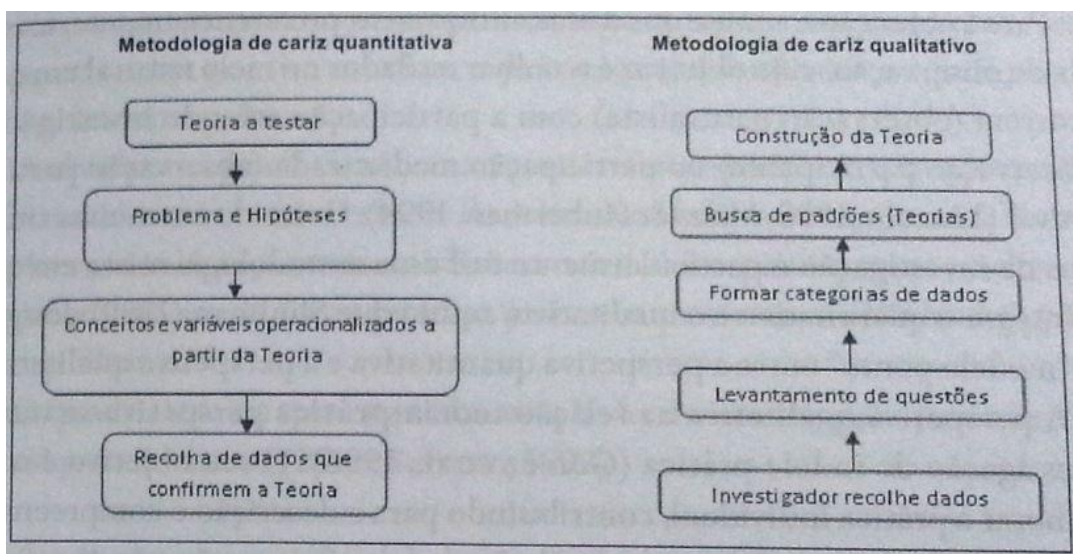 Metodologia de cariz quantitativa
Teoria a testar
Problema e Hipóteses
Conceitos e variáveis operacionalizados a
partir da Teoria
Recolha de dados que
confirmem a Teoria
Metodologia de cariz qualitativo
Construção da Teoria
Busca de padrões (Teorias)
Formar categorias de dados
Levantamento de questões
Investigador recolhe dados